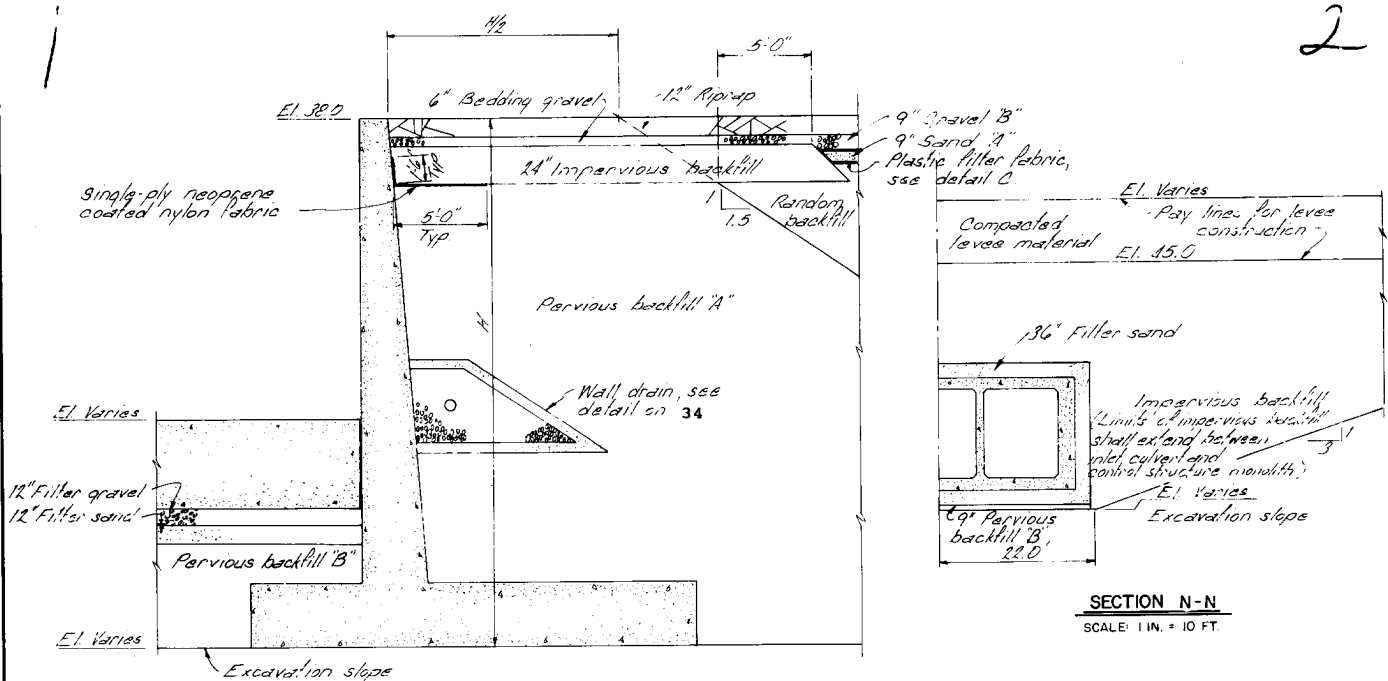 1
2
H/2
5'-0"
El. 38.0
6" Bedding gravel
12" Riprap
9" Gravel "B"
9" Sand "A"
Plastic filter fabric,
see detail C
24" Impervious backfill
1'-6"
Typ.
single-ply neoprene
coated nylon fabric
5'-0"
Typ.
1
1.5
Random
backfill
El. Varies
Pay lines for levee
construction
Compacted
levee material
El. 45.0
Pervious backfill "A"
H
36" Filter sand
Wall drain, see
detail on 34
El. Varies
Impervious backfill
(Limits of impervious backfill
shall extend between
inlet culvert and
control structure monolith)
1
3
12" Filter gravel
12" Filter sand
El. Varies
Excavation slope
9" Pervious
backfill "B"
22.0'
Pervious backfill "B"
SECTION N-N
SCALE: 1 IN. = 10 FT.
El. Varies
Excavation slope